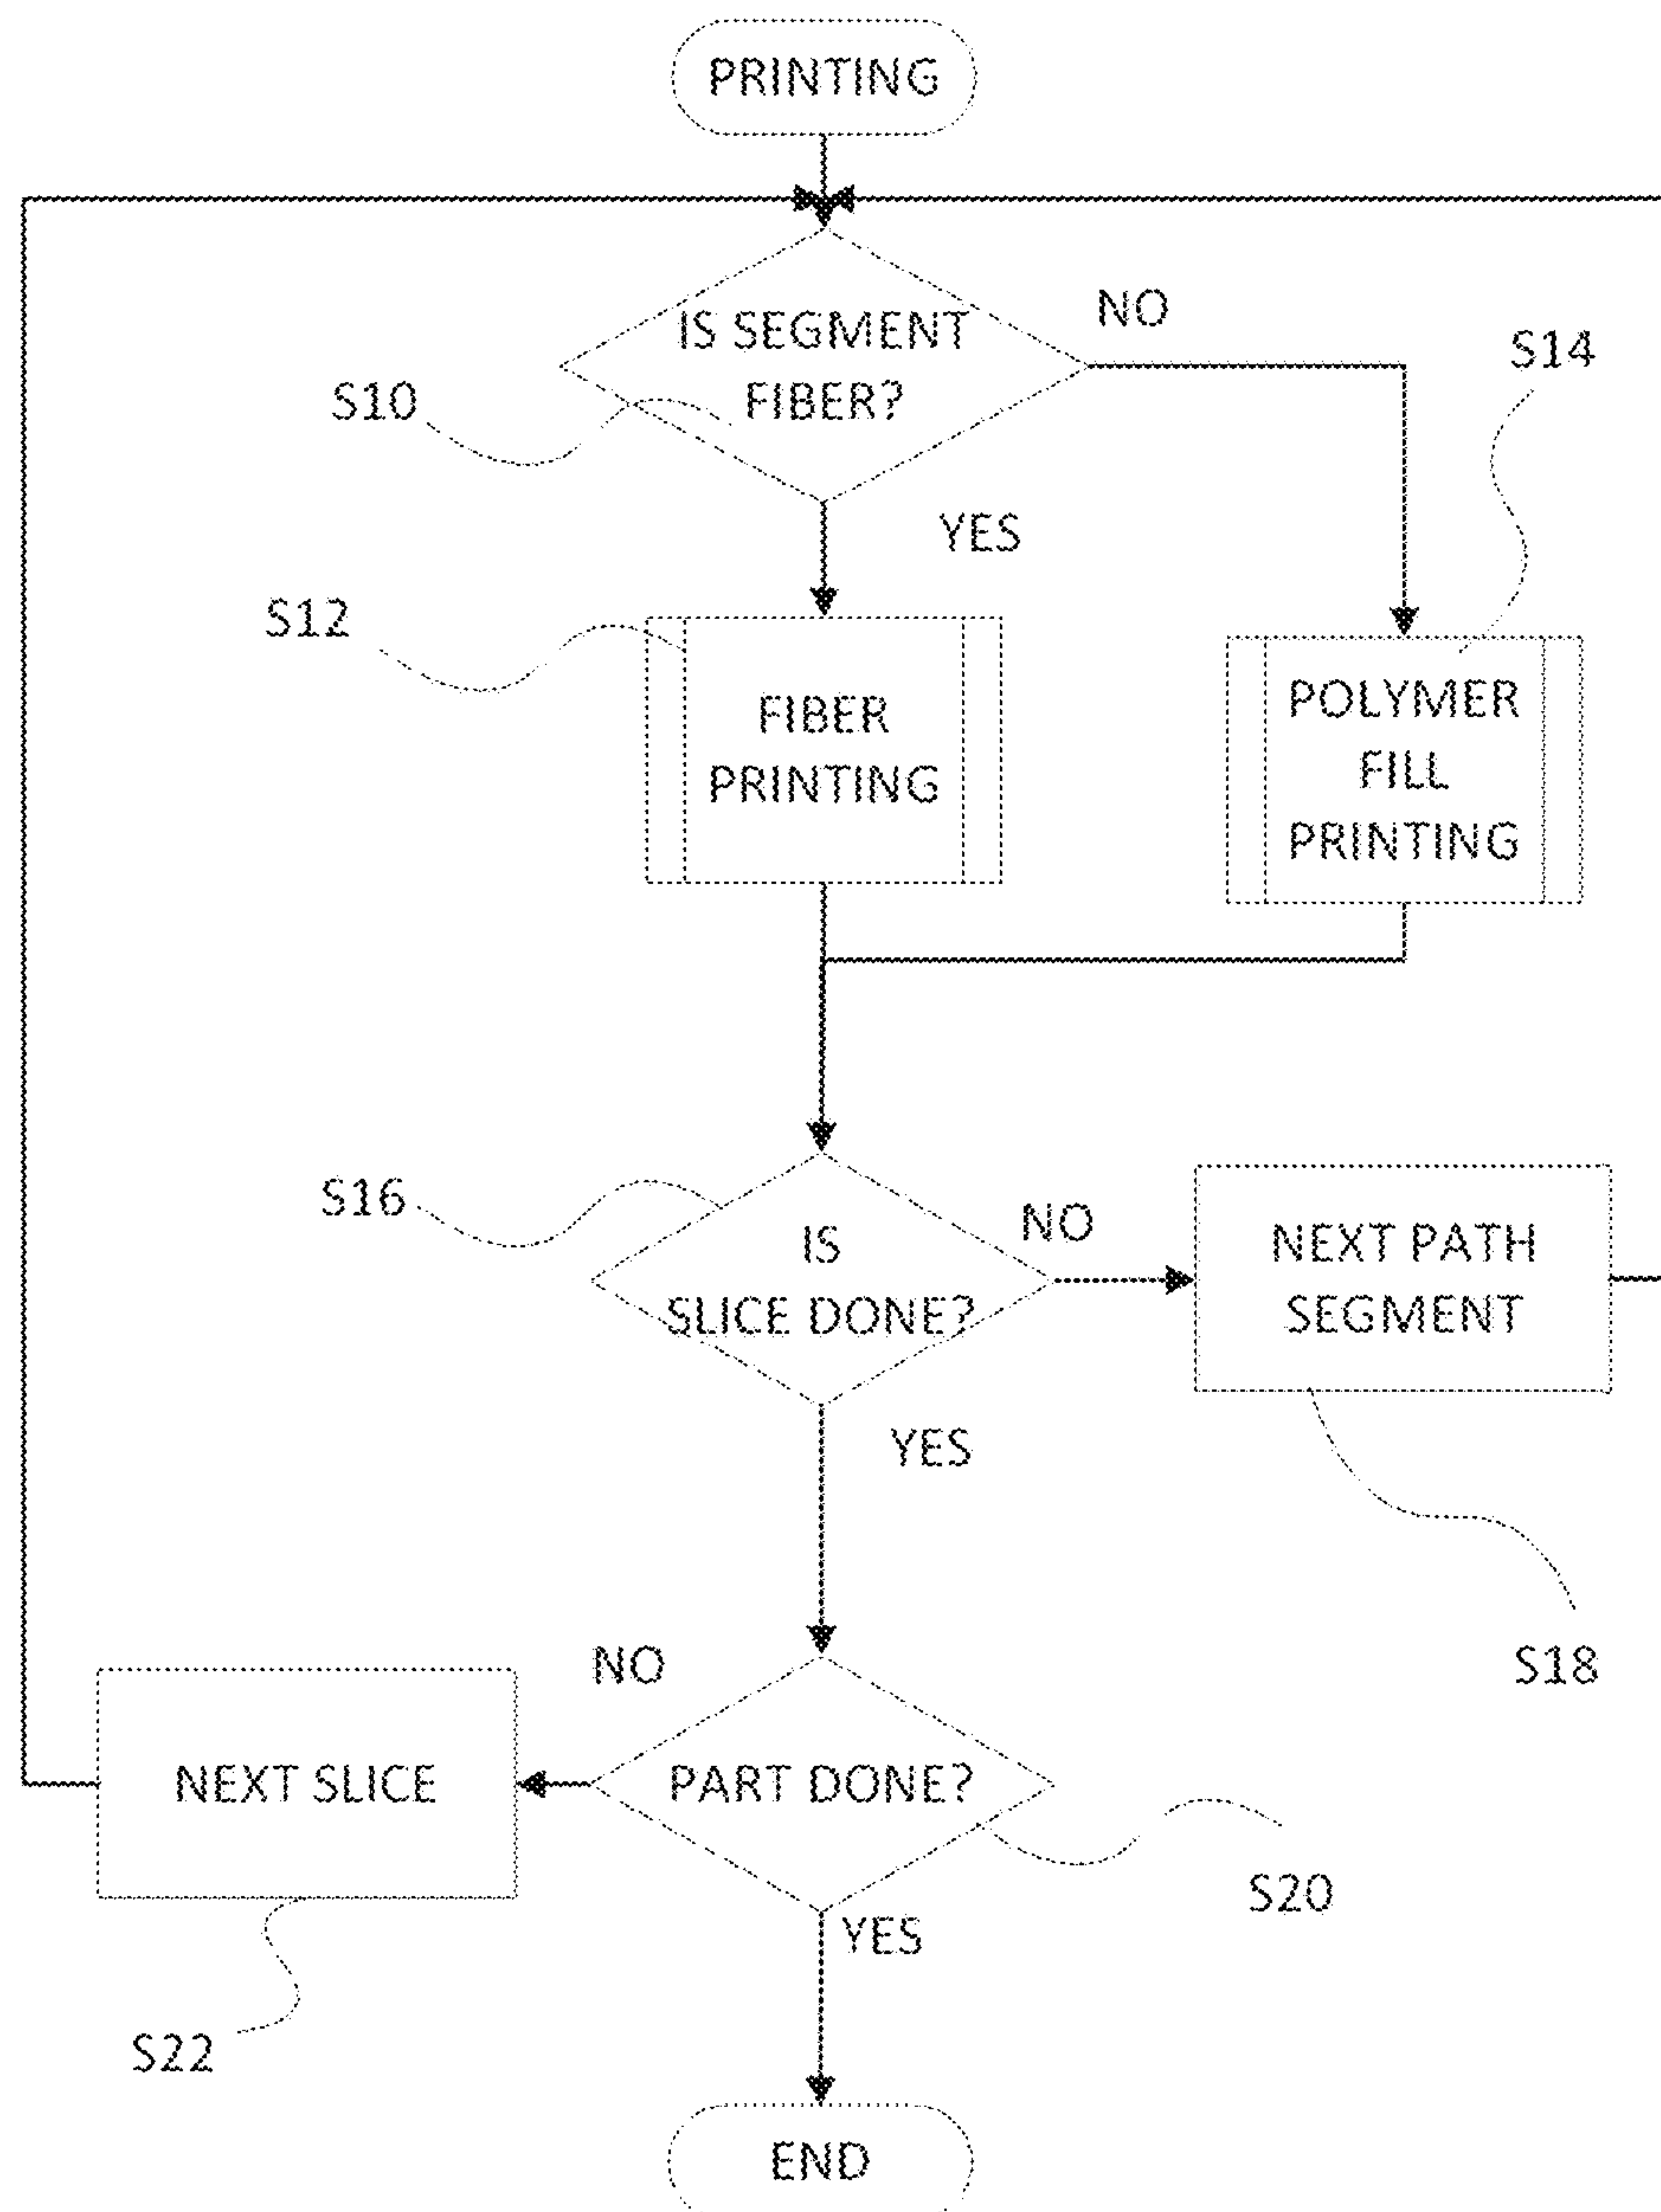 PRINTING
IS SEGMENT
FIBER?
NO
S10
S14
YES
S12
FIBER
PRINTING
POLYMER
FILL
PRINTING
S16
IS
SLICE DONE?
NO
NEXT PATH
SEGMENT
YES
S18
NO
NEXT SLICE
PART DONE?
S20
YES
S22
END